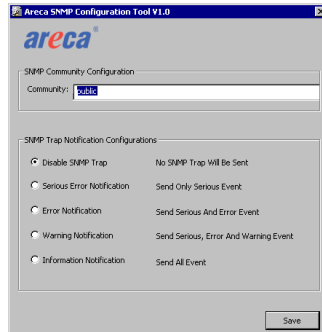 Areca SNMP Configuration Tool V1.0
areca
SNMP Community Configuration
Community: public
SNMP Trap Notification Configurations
Disable SNMP Trap No SNMP Trap Will Be Sent
Serious Error Notification Send Only Serious Event
Error Notification Send Serious And Error Event
Warning Notification Send Serious, Error And Warning Event
Information Notification Send All Event
Save